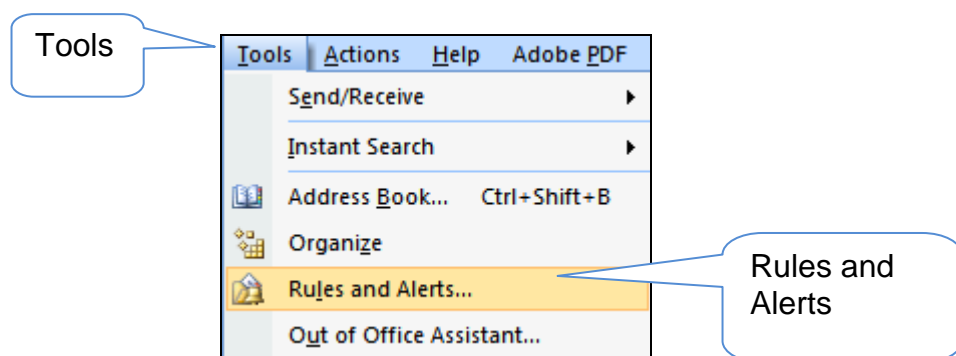 Tools
Tools Actions Help Adobe PDF
Send/Receive
Instant Search
Address Book... Ctrl+Shift+B
Organize
Rules and Alerts...
Rules and
Alerts
Out of Office Assistant...